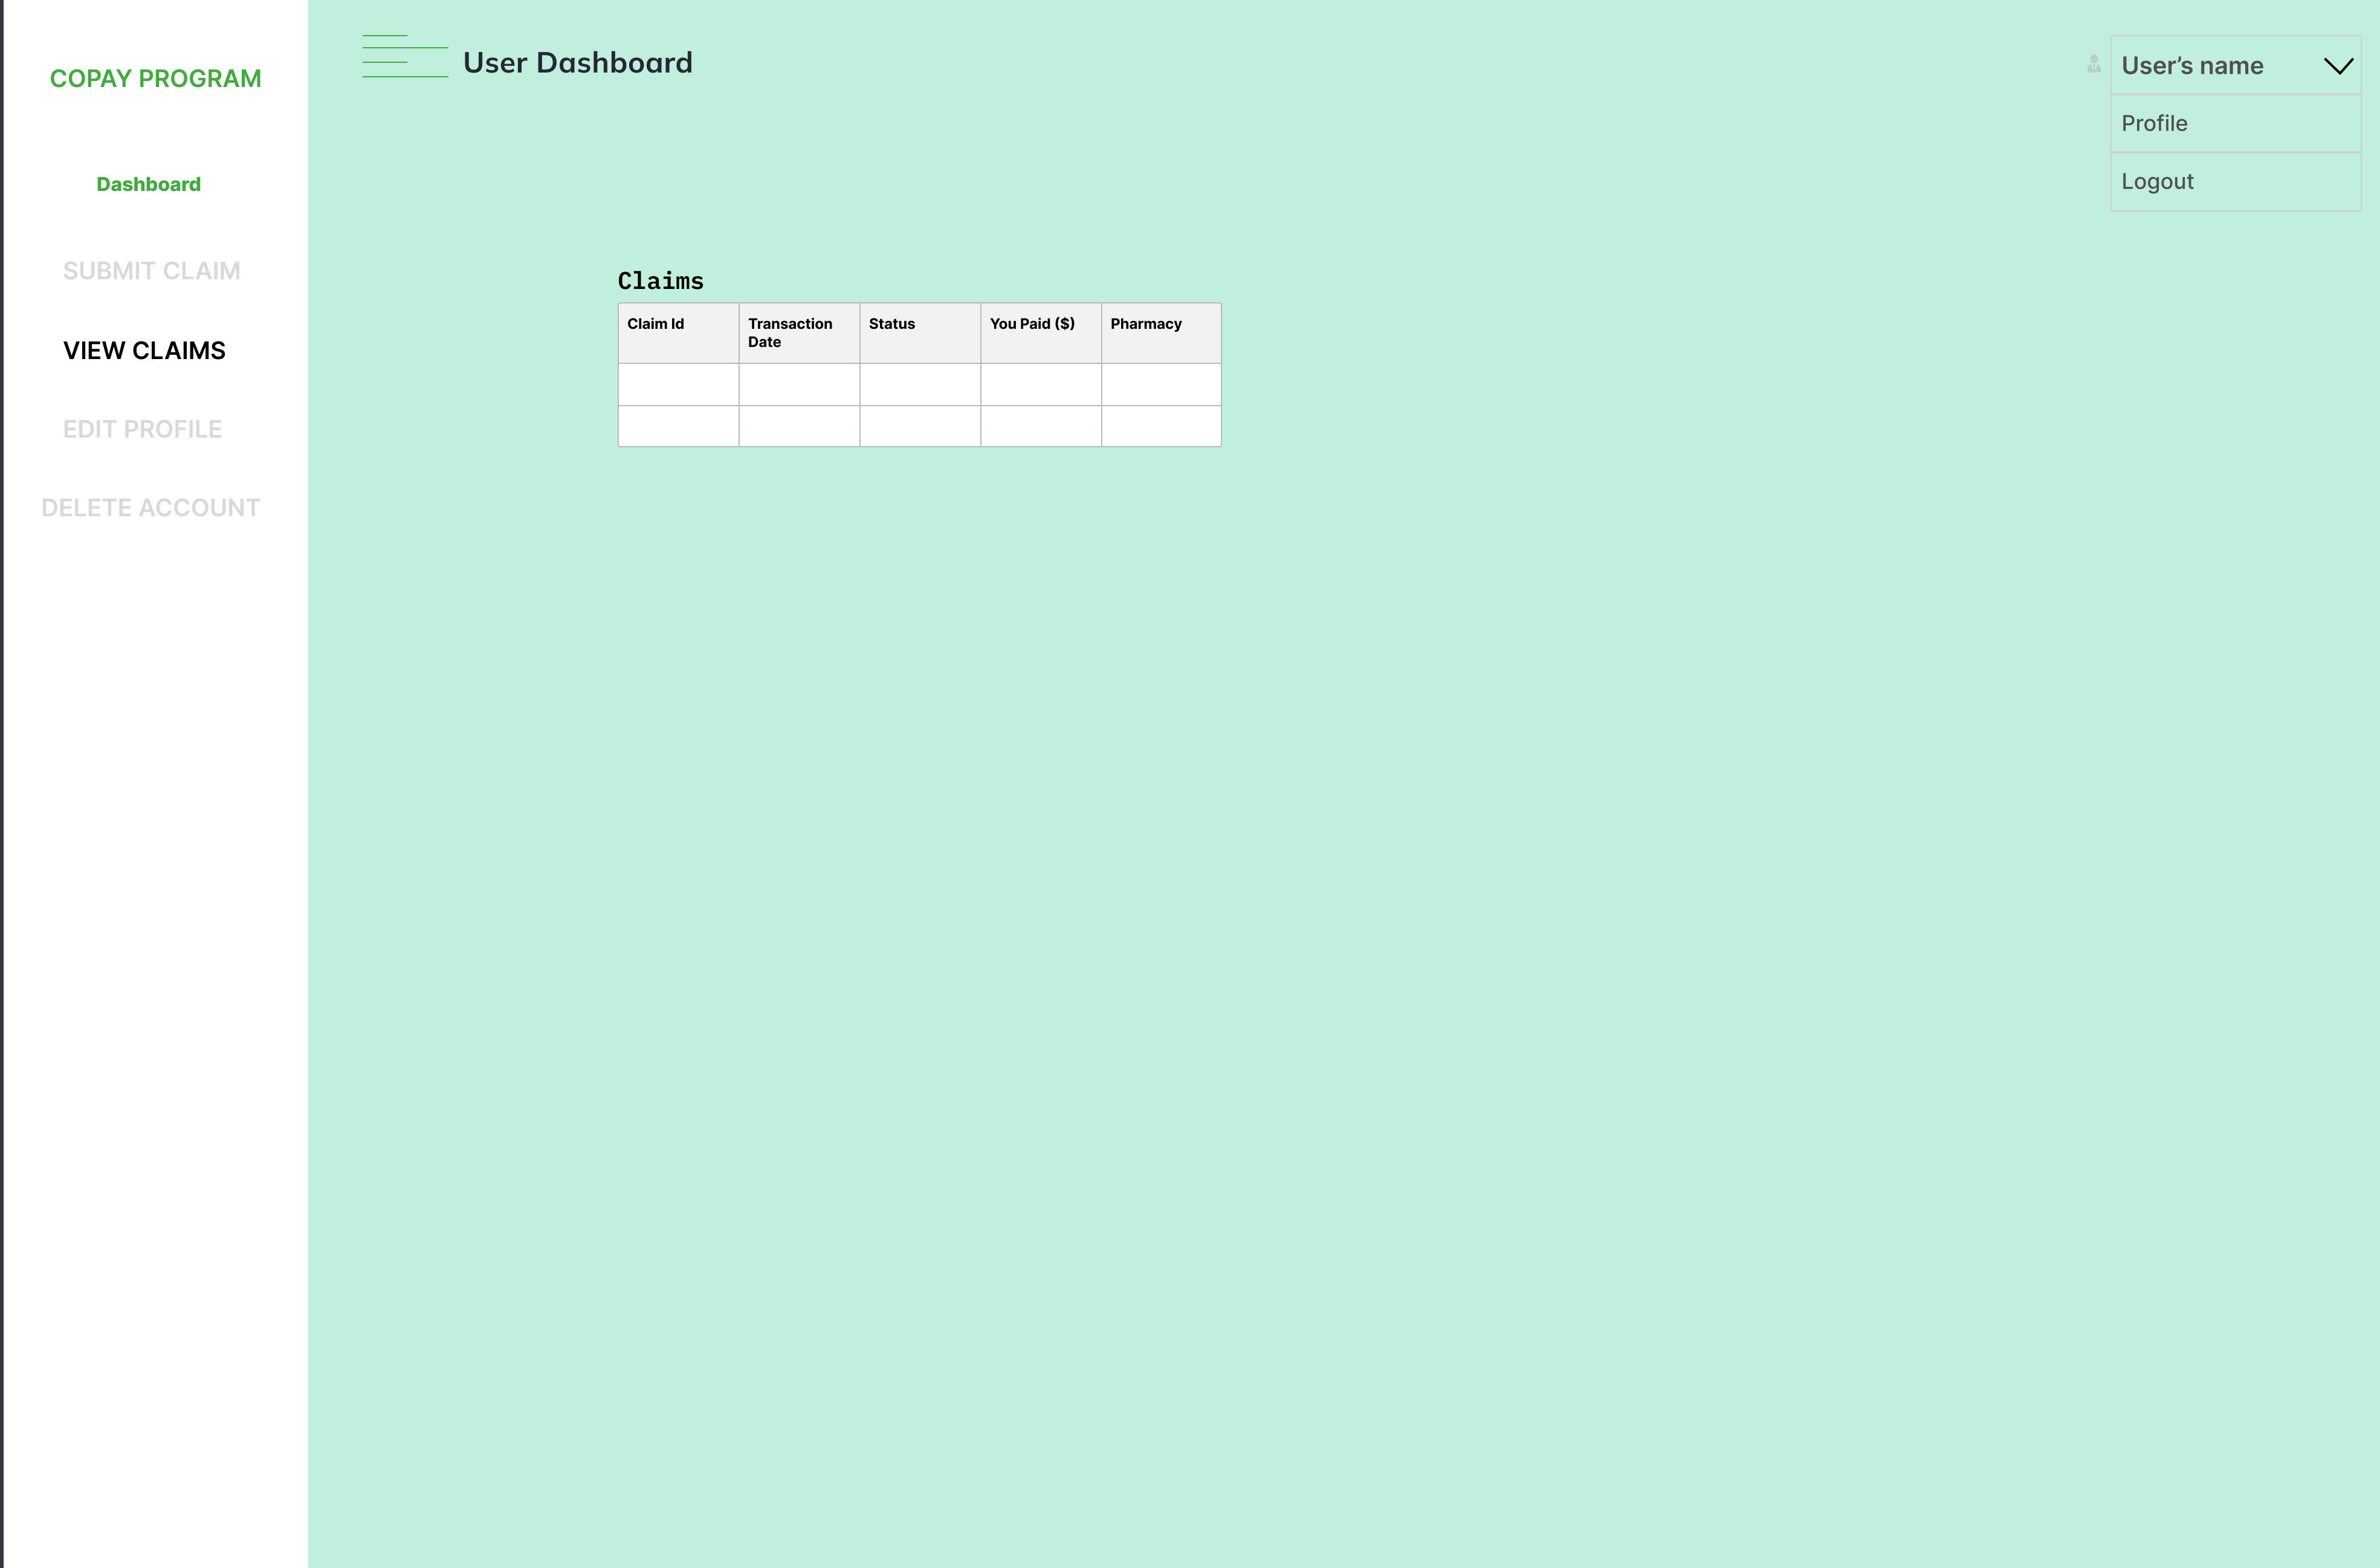 COPAY PROGRAM
Dashboard
SUBMIT CLAIM
VIEW CLAIMS
EDIT PROFILE
DELETE ACCOUNT
User Dashboard
User’s name
Profile
Logout
Claims
Claim Id
Transaction
Date
Status
You Paid ($)
Pharmacy